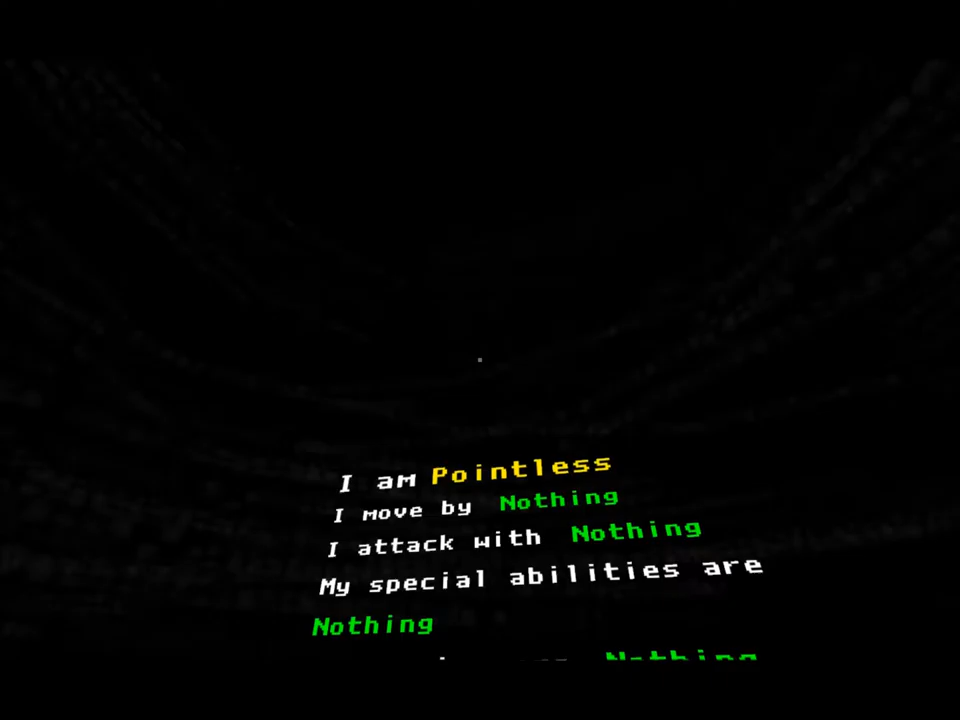 I am Pointless
I move by Nothing
I attack with Nothing
My special abilities are
Nothing
Nothing